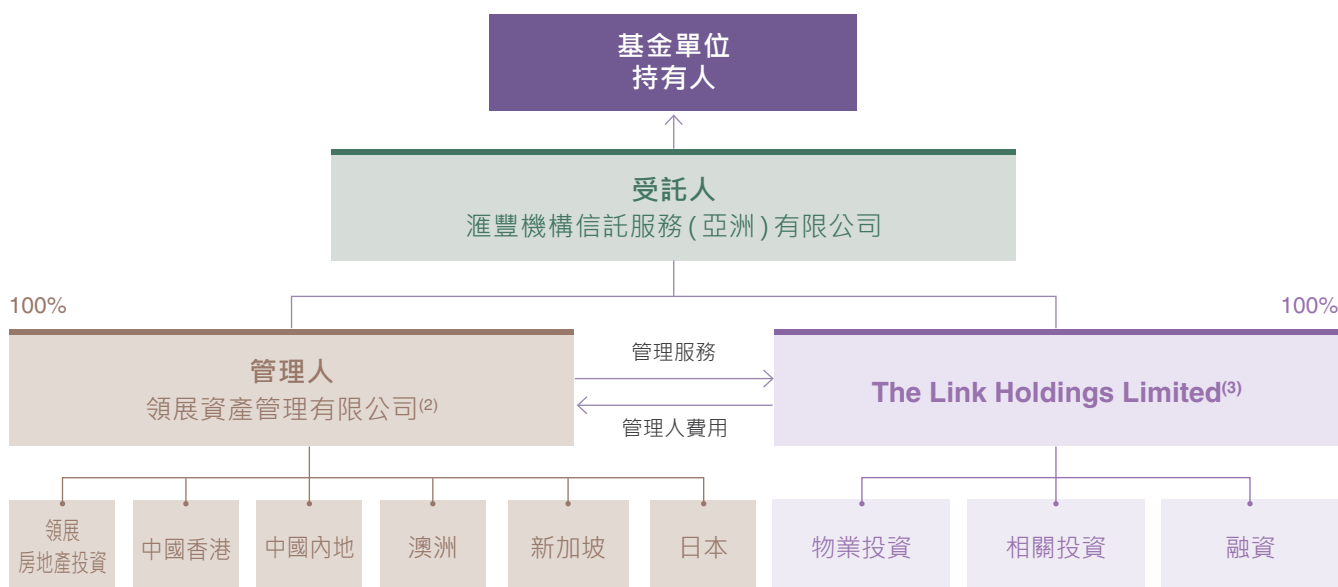 基金單位
持有人
受託人
滙豐機構信託服務(亞洲)有限公司
100%
100%
管理人
領展資產管理有限公司(2)
管理服務
管理人費用
The Link Holdings Limited(3)
領展
房地產投資
中國香港
中國內地
澳洲
新加坡
日本
物業投資
相關投資
融資